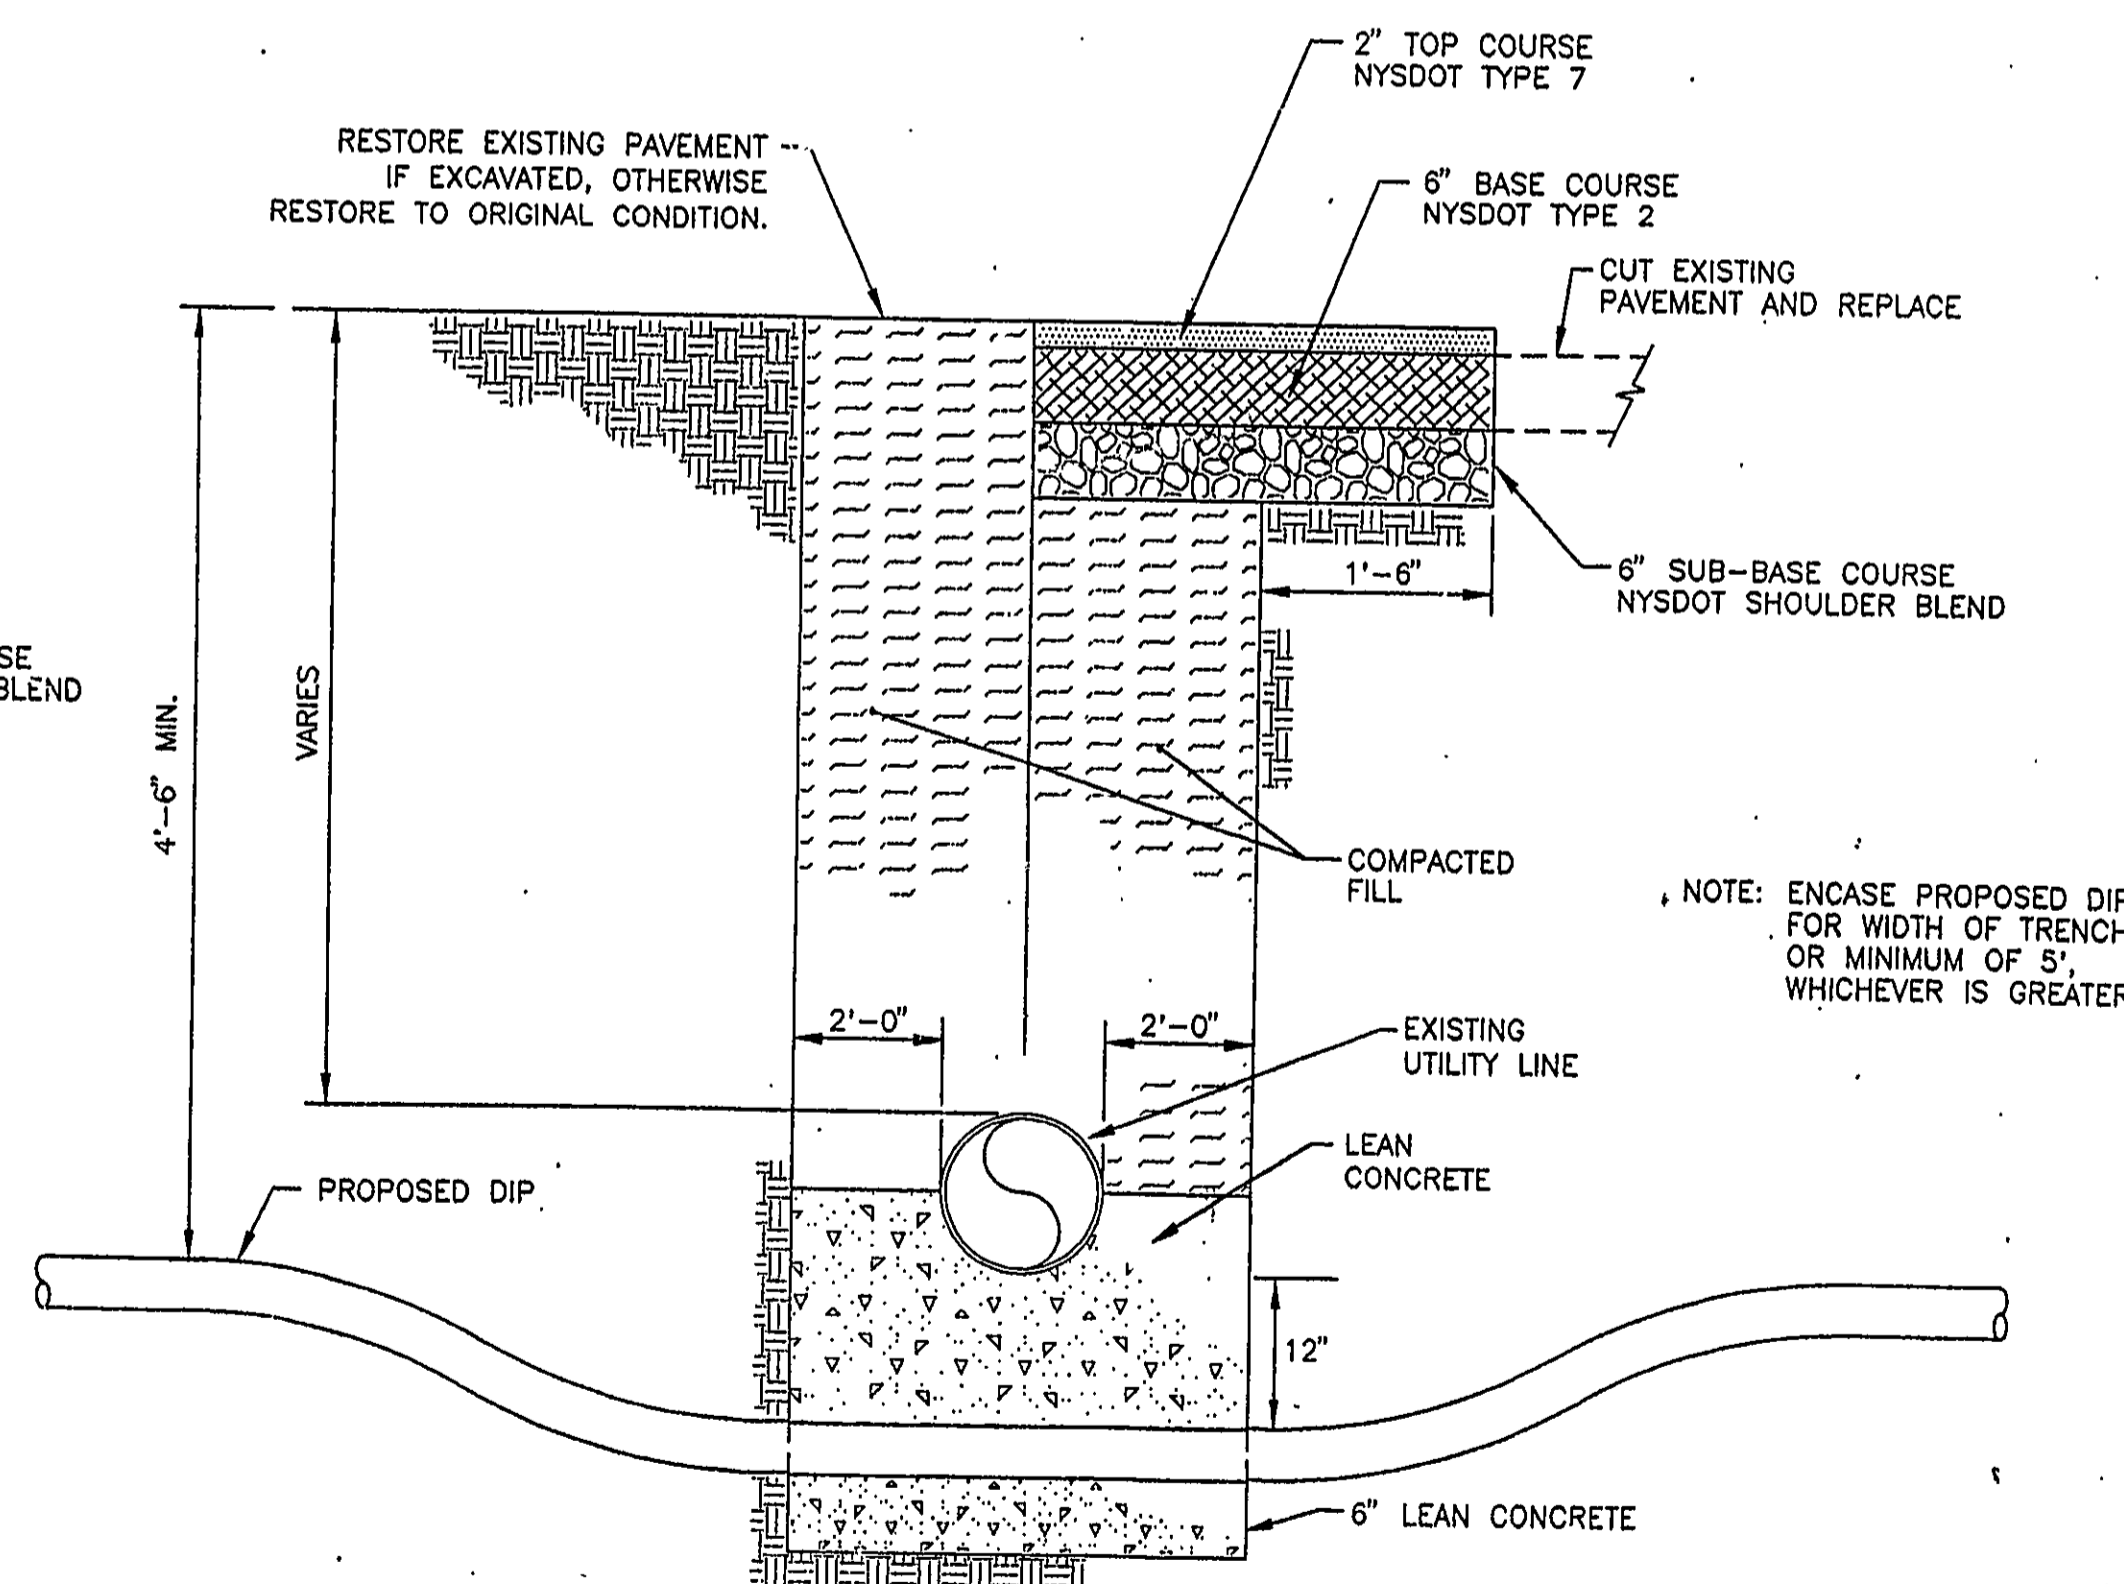 2" TOP COURSE
NYSDOT TYPE 7
RESTORE EXISTING PAVEMENT
IF EXCAVATED, OTHERWISE
RESTORE TO ORIGINAL CONDITION.
6" BASE COURSE
NYSDOT TYPE 2
CUT EXISTING
PAVEMENT AND REPLACE
1'-6"
6" SUB-BASE COURSE
NYSDOT SHOULDER BLEND
SE
BLEND
4'-6" MIN.
VARIES
COMPACTED
FILL
NOTE: ENCASE PROPOSED DIP
FOR WIDTH OF TRENCH
OR MINIMUM OF 5',
WHICHEVER IS GREATER
2'-0"
2'-0"
EXISTING
UTILITY LINE
LEAN
CONCRETE
PROPOSED DIP
12"
6" LEAN CONCRETE